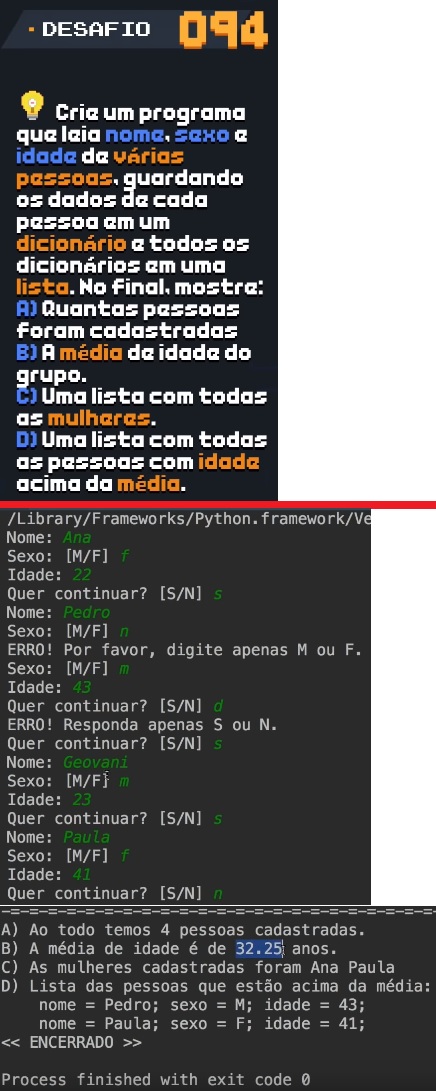 · DESAFIO 094
Crie um programa
que leia nome, sexo e
idade de várias
pessoas, guardando
os dados de cada
pessoa em um
dicionário e todos os
dicionários em uma
lista. No final, mostre:
A) Quantas pessoas
foram cadastradas
B) A média de idade do
grupo.
C) Uma lista com todas
as mulheres.
D) Uma lista com todas
as pessoas com idade
acima da média.
/Library/Frameworks/Python.framework/Ve
Nome: Ana
Sexo: [M/F] f
Idade: 22
Quer continuar? [S/N] s
Nome: Pedro
Sexo: [M/F] n
ERRO! Por favor, digite apenas M ou F.
Sexo: [M/F] m
Idade: 43
Quer continuar? [S/N] d
ERRO! Responda apenas S ou N.
Quer continuar? [S/N] s
Nome: Geovani
Sexo: [M/F] m
Idade: 23
Quer continuar? [S/N] s
Nome: Paula
Sexo: [M/F] f
Idade: 41
Quer continuar? [S/N] n
-=-=-=-=-=-=-=-=-=-=-=-=-=-=-=-=-=-=-=-=
A) Ao todo temos 4 pessoas cadastradas.
B) A média de idade é de 32.25 anos.
C) As mulheres cadastradas foram Ana Paula
D) Lista das pessoas que estão acima da média:
nome = Pedro; sexo = M; idade = 43;
nome = Paula; sexo = F; idade = 41;
<< ENCERRADO >>
Process finished with exit code 0